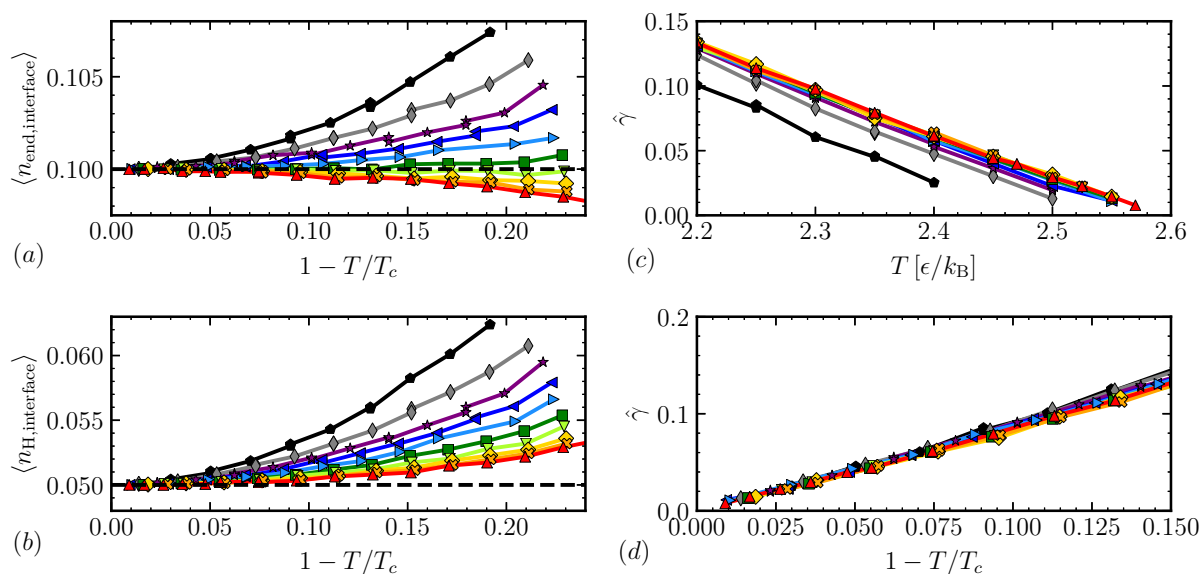 ⟨n_end,interface⟩
0.105
0.100
0.00 0.05 0.10 0.15 0.20
(a)
1 − T/T_c
0.15
0.10
0.05
0.00
γ̂
2.2 2.3 2.4 2.5 2.6
(c)
T [ϵ/k_B]
⟨n_H,interface⟩
0.060
0.055
0.050
0.00 0.05 0.10 0.15 0.20
(b)
1 − T/T_c
0.2
0.1
0.0
γ̂
0.000 0.025 0.050 0.075 0.100 0.125 0.150
(d)
1 − T/T_c